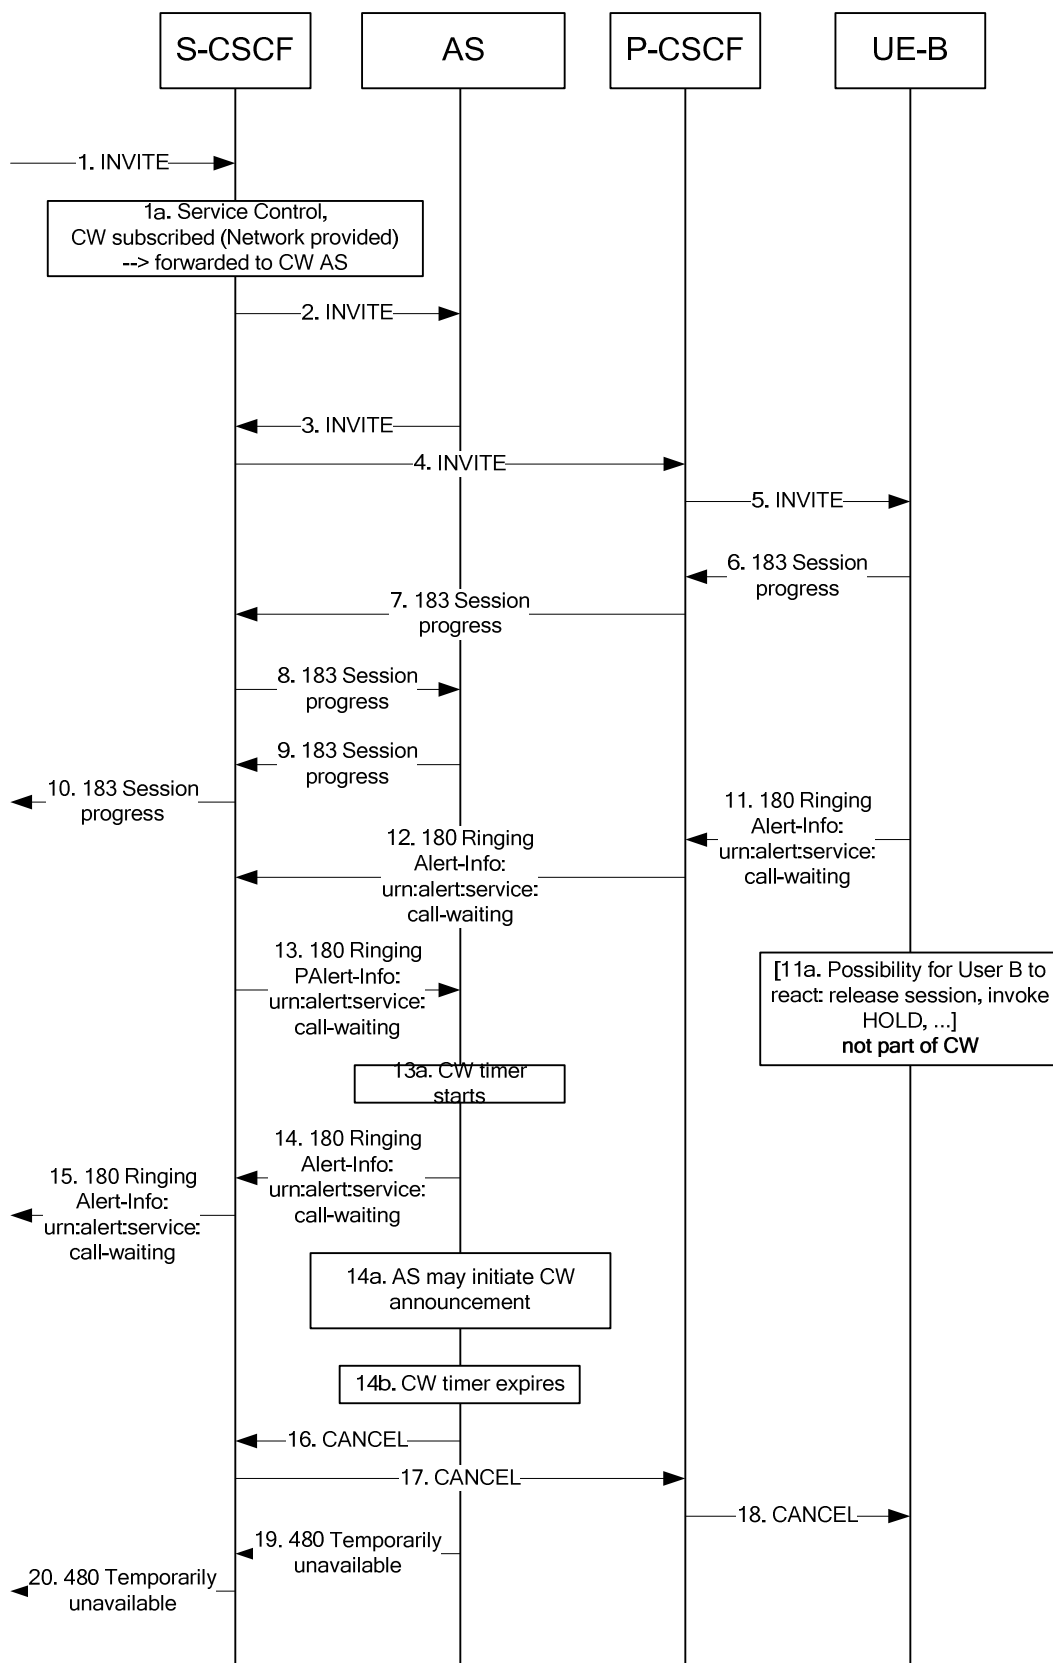 S-CSCF
AS
P-CSCF
UE-B
1. INVITE
1a. Service Control,
CW subscribed (Network provided)
--> forwarded to CW AS
2. INVITE
3. INVITE
4. INVITE
5. INVITE
6. 183 Session
progress
7. 183 Session
progress
8. 183 Session
progress
9. 183 Session
progress
10. 183 Session
progress
11. 180 Ringing
Alert-Info:
urn:alert:service:
call-waiting
12. 180 Ringing
Alert-Info:
urn:alert:service:
call-waiting
13. 180 Ringing
PAlert-Info:
urn:alert:service:
call-waiting
[11a. Possibility for User B to
react: release session, invoke
HOLD, ...]
not part of CW
13a. CW timer
starts
14. 180 Ringing
Alert-Info:
urn:alert:service:
call-waiting
15. 180 Ringing
Alert-Info:
urn:alert:service:
call-waiting
14a. AS may initiate CW
announcement
14b. CW timer expires
16. CANCEL
17. CANCEL
18. CANCEL
19. 480 Temporarily
unavailable
20. 480 Temporarily
unavailable